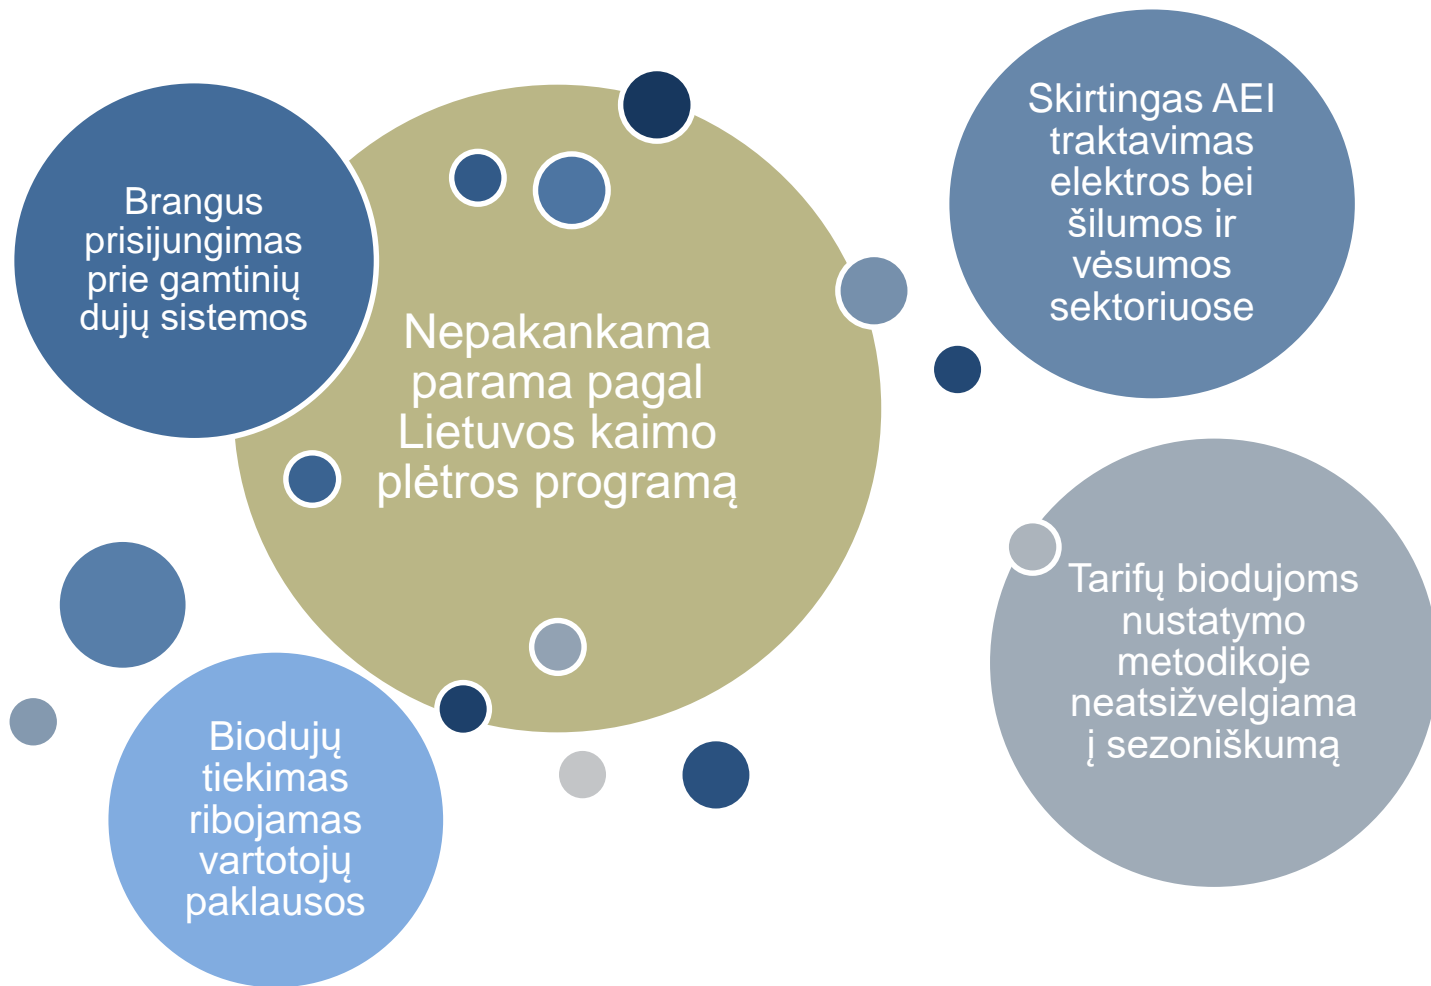 Brangus
prisijungimas
prie gamtinių
dujų sistemos
Nepakankama
parama pagal
Lietuvos kaimo
plėtros programą
Skirtingas AEI
traktavimas
elektros bei
šilumos ir
vėsumos
sektoriuose
Tarifų biodujoms
nustatymo
metodikoje
neatsižvelgiama
į sezoniškumą
Biodujų
tiekimas
ribojamas
vartotojų
paklausos